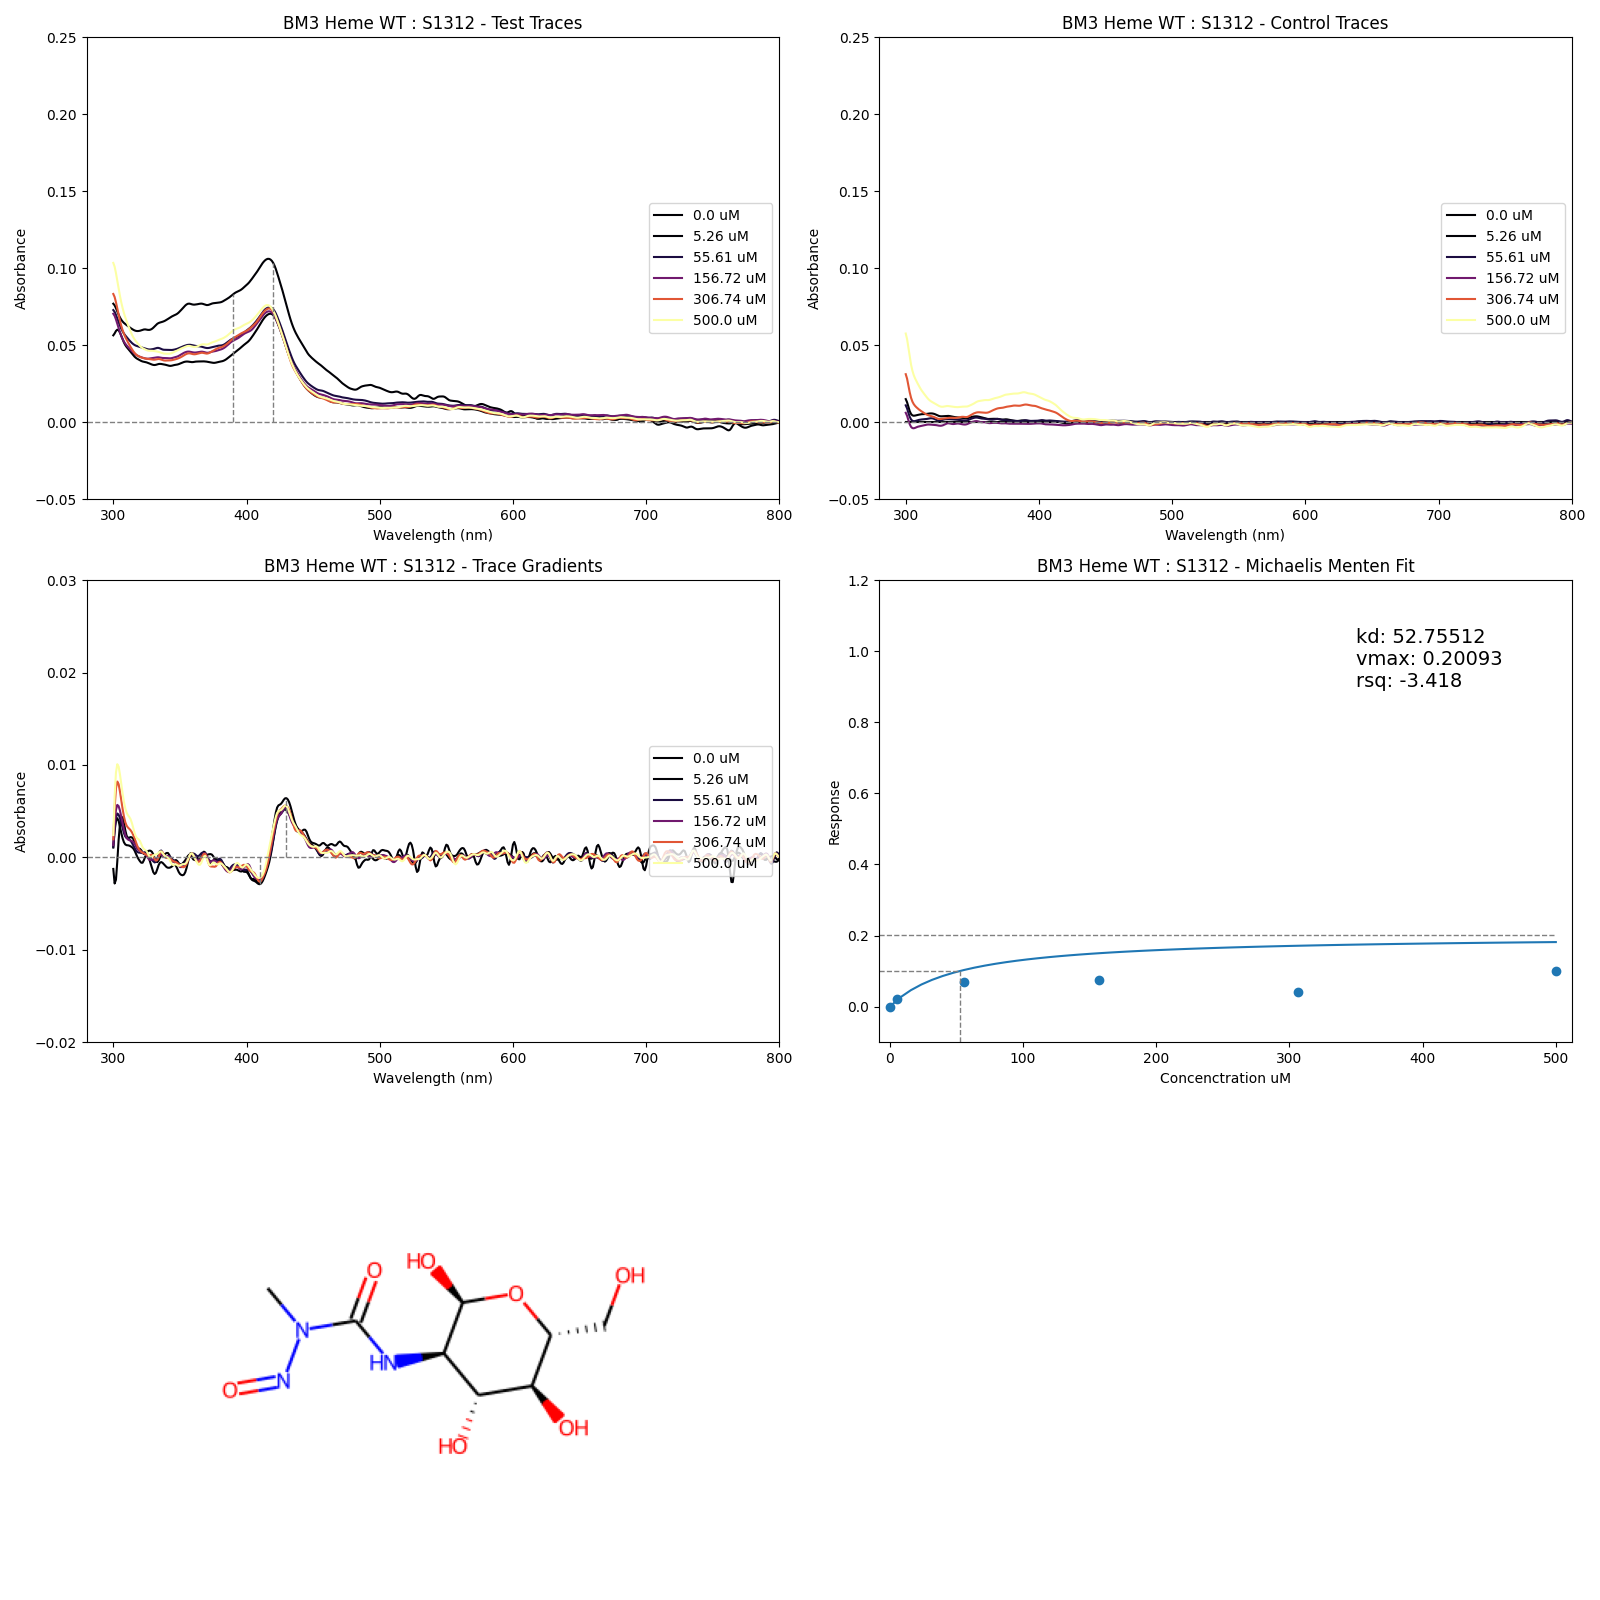 BM3 Heme WT : S1312 - Test Traces
0.25
0.20
0.15
0.10
0.05
0.00
−0.05
Absorbance
300 400 500 600 700 800
Wavelength (nm)
0.0 uM
5.26 uM
55.61 uM
156.72 uM
306.74 uM
500.0 uM
BM3 Heme WT : S1312 - Control Traces
0.25
0.20
0.15
0.10
0.05
0.00
−0.05
Absorbance
300 400 500 600 700 800
Wavelength (nm)
0.0 uM
5.26 uM
55.61 uM
156.72 uM
306.74 uM
500.0 uM
BM3 Heme WT : S1312 - Trace Gradients
0.03
0.02
0.01
0.00
−0.01
−0.02
Absorbance
300 400 500 600 700 800
Wavelength (nm)
0.0 uM
5.26 uM
55.61 uM
156.72 uM
306.74 uM
500.0 uM
BM3 Heme WT : S1312 - Michaelis Menten Fit
1.2
1.0
0.8
0.6
0.4
0.2
0.0
Response
kd: 52.75512
vmax: 0.20093
rsq: -3.418
0 100 200 300 400 500
Concenctration uM
HO
O
O
OH
N
HN
N
O
OH
HO